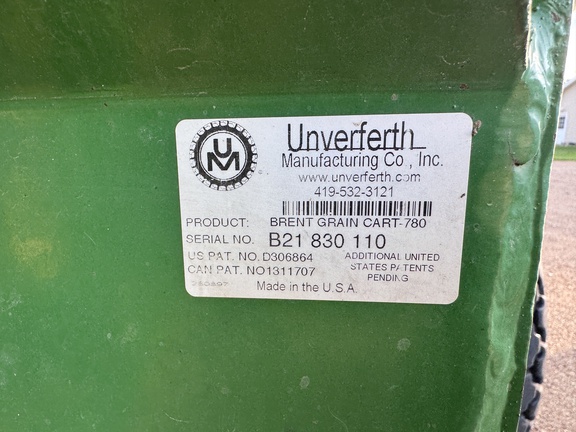 UM
Unverferth
Manufacturing Co., Inc.
www.unverferth.com
419-532-3121
PRODUCT: BRENT GRAIN CART-780
SERIAL NO. B21 830 110
US PAT. NO. D306864
CAN PAT. NO1311707
ADDITIONAL UNITED
STATES PATENTS
PENDING
Made in the U.S.A.